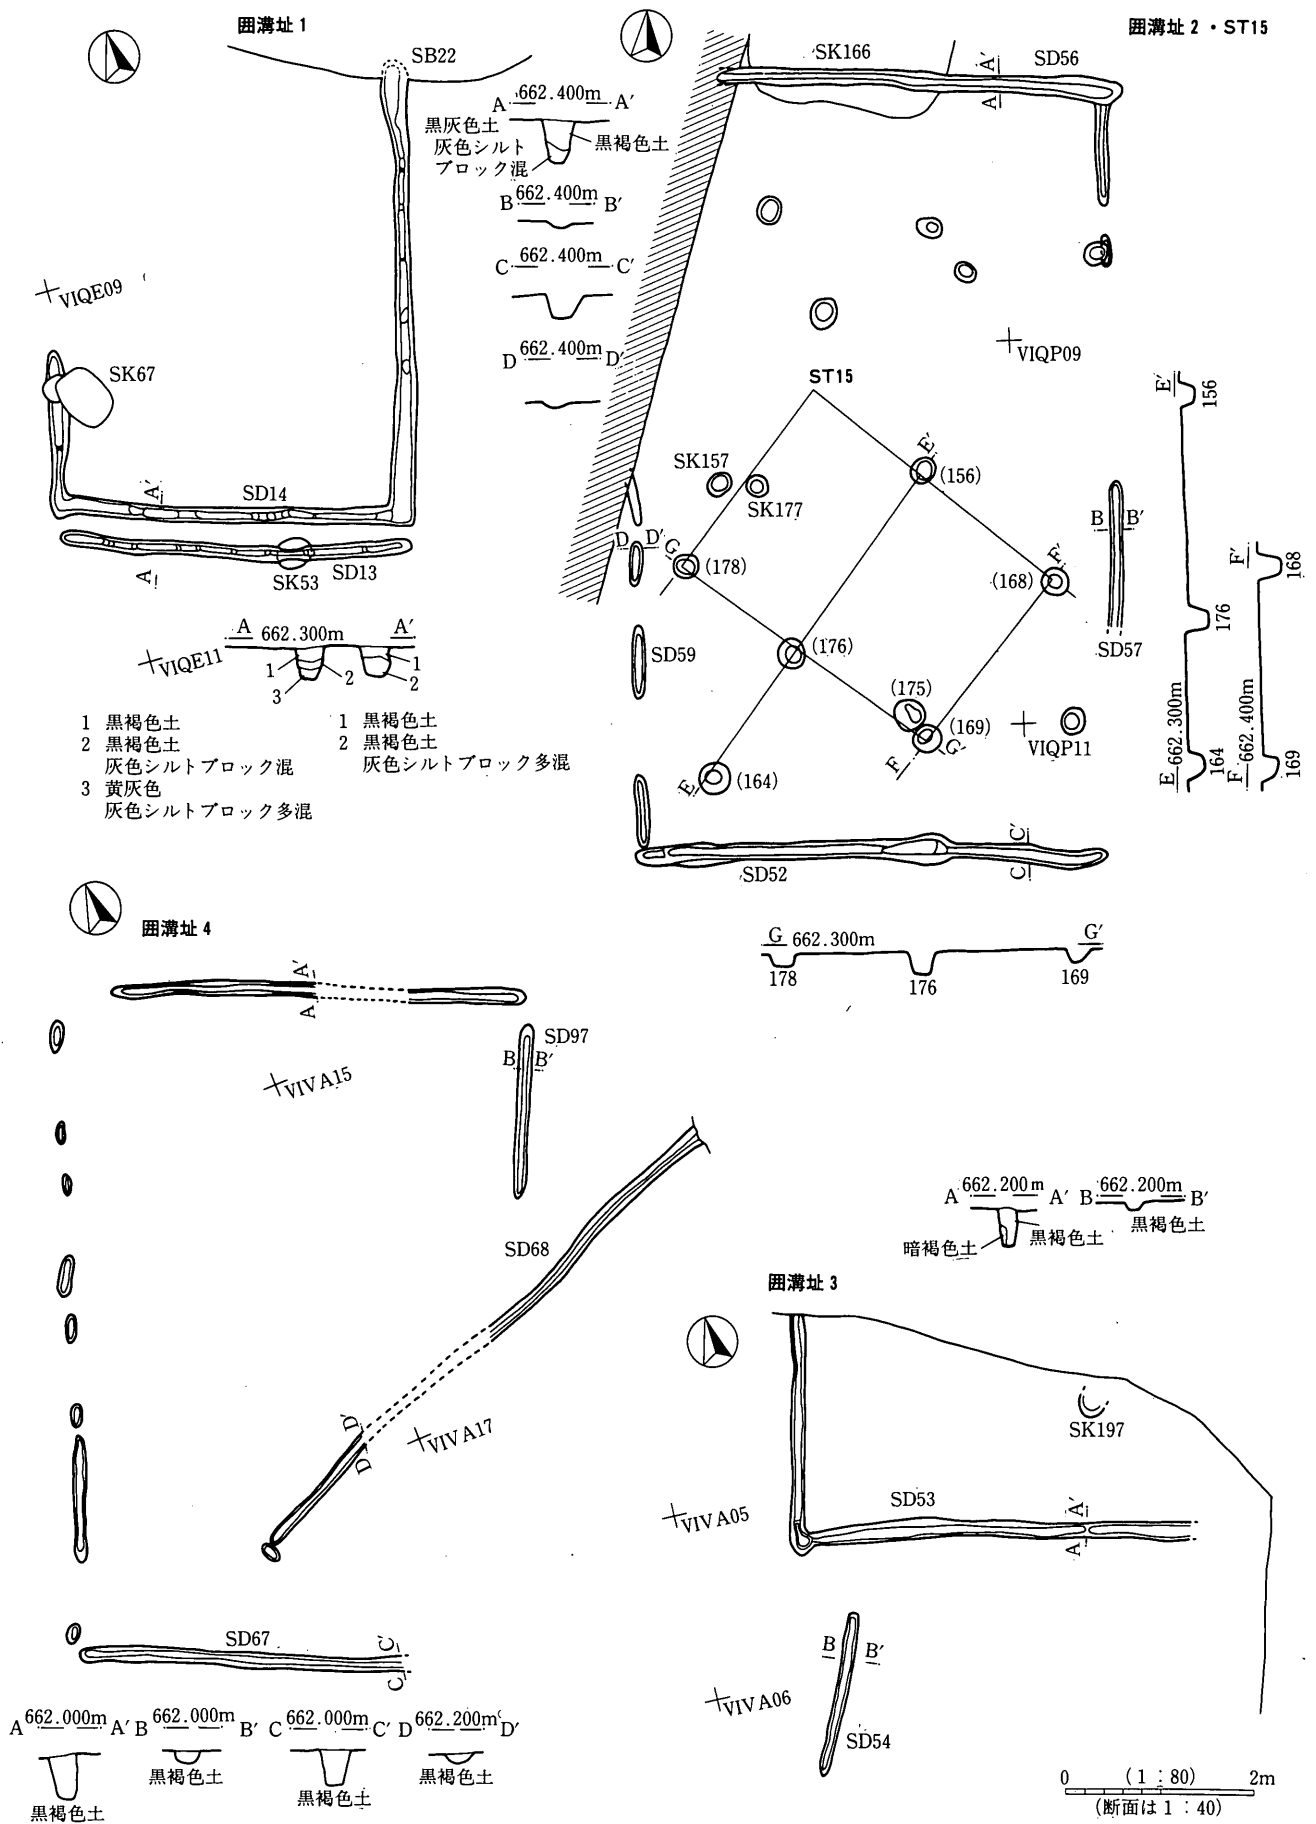 囲溝址 1
SB22
A 662.400m A′
黒灰色土
灰色シルト
ブロック混
黒褐色土
B 662.400m B′
C 662.400m C′
D 662.400m D′
VIQE09
SK67
A′
SD14
A
SK53
SD13
A 662.300m A′
VIQE11
1
2
3
1
2
1 黒褐色土
2 黒褐色土
灰色シルトブロック混
3 黄灰色
灰色シルトブロック多混
1 黒褐色土
2 黒褐色土
灰色シルトブロック多混
囲溝址 2・ST15
SK166
A′
A
SD56
VIQP09
ST15
SK157
SK177
E′
(156)
D D′
G
(178)
F′
(168)
B B′
SD57
SD59
(176)
(175)
(169)
F
G′
VIQP11
E
(164)
SD52
C′
C
E′
156
176
E 662.300m
164
F′
168
F 662.400m
169
G 662.300m G′
178
176
169
囲溝址 4
A′
A
SD97
B B′
VIVA15
SD68
D′
D
VIVA17
SD67
C′
C
A 662.000m A′
黒褐色土
B 662.000m B′
黒褐色土
C 662.000m C′
黒褐色土
D 662.200m D′
黒褐色土
A 662.200m A′
暗褐色土
黒褐色土
B 662.200m B′
黒褐色土
囲溝址 3
SK197
SD53
A′
A
VIVA05
B B′
VIVA06
SD54
0 (1：80) 2m
(断面は1：40)